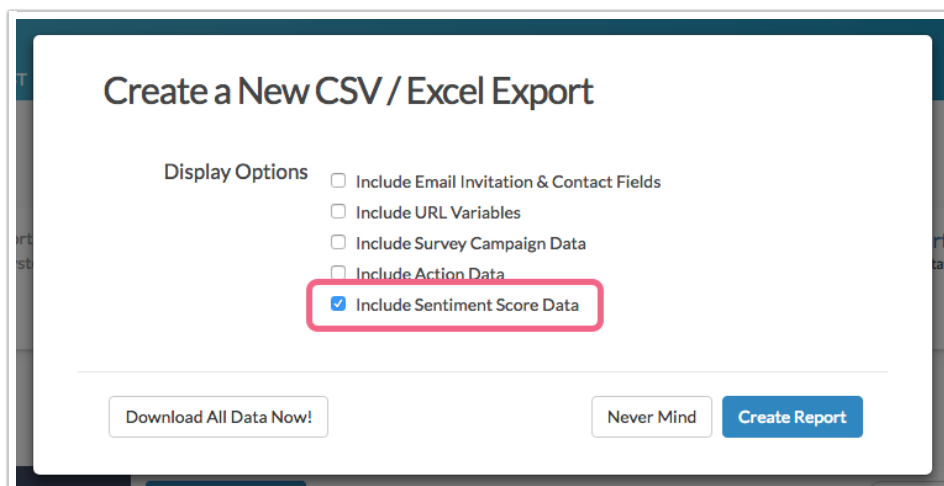 Create a New CSV / Excel Export
Display Options
Include Email Invitation & Contact Fields
Include URL Variables
Include Survey Campaign Data
Include Action Data
Include Sentiment Score Data
Download All Data Now!
Never Mind
Create Report